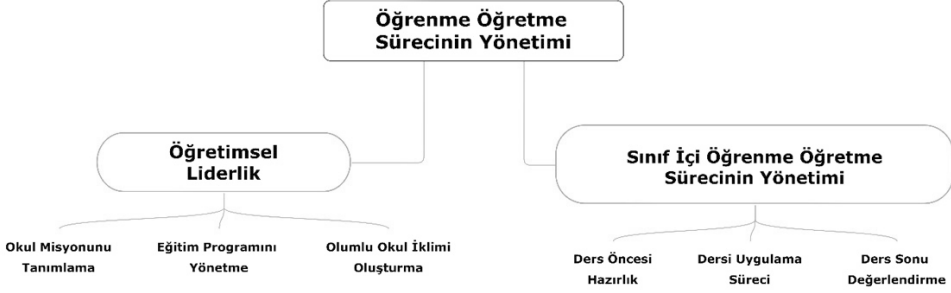 Öğrenme Öğretme
Sürecinin Yönetimi
Öğretimsel
Liderlik
Sınıf İçi Öğrenme Öğretme
Sürecinin Yönetimi
Okul Misyonunu
Tanımlama
Eğitim Programını
Yönetme
Olumlu Okul İklimi
Oluşturma
Ders Öncesi
Hazırlık
Dersi Uygulama
Süreci
Ders Sonu
Değerlendirme